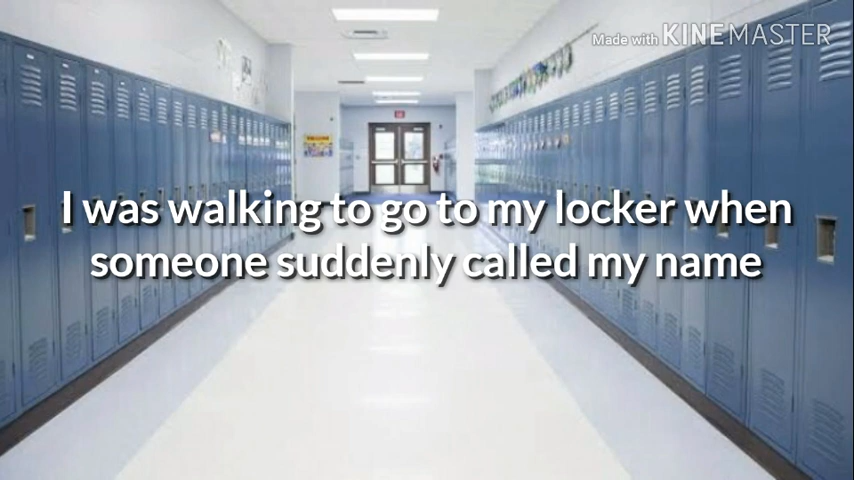 Made with KINEMASTER
I was walking to go to my locker when
someone suddenly called my name